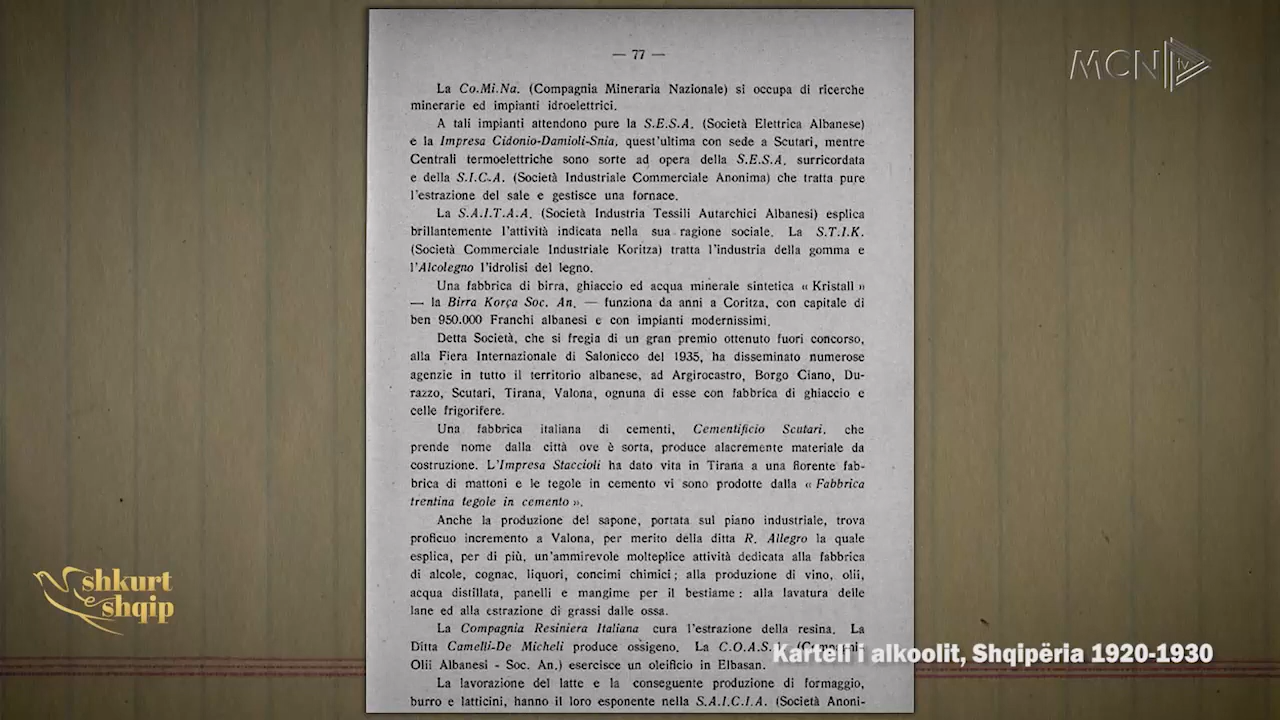 — 77 —
La Co.Mi.Na. (Compagnia Mineraria Nazionale) si occupa di ricerche
minerarie ed impianti idroelettrici.
A tali impianti attendono pure la S.E.S.A. (Società Elettrica Albanese)
e la Impresa Cidonio-Damioli-Snia, quest'ultima con sede a Scutari, mentre
Centrali termoelettriche sono sorte ad opera della S.E.S.A. surricordata
e della S.I.C.A. (Società Industriale Commerciale Anonima) che tratta pure
l'estrazione del sale e gestisce una fornace.
La S.A.I.T.A.A. (Società Industria Tessili Autarchici Albanesi) esplica
brillantemente l'attività indicata nella sua ragione sociale. La S.T.I.K.
(Società Commerciale Industriale Koritza) tratta l'industria della gomma e
l'Alcolegno l'idrolisi del legno.
Una fabbrica di birra, ghiaccio ed acqua minerale sintetica « Kristall »
— la Birra Korça Soc. An. — funziona da anni a Coritza, con capitale di
ben 950.000 Franchi albanesi e con impianti modernissimi.
Detta Società, che si fregia di un gran premio ottenuto fuori concorso,
alla Fiera Internazionale di Salonicco del 1935, ha disseminato numerose
agenzie in tutto il territorio albanese, ad Argirocastro, Borgo Ciano, Du-
razzo, Scutari, Tirana, Valona, ognuna di esse con fabbrica di ghiaccio e
celle frigorifere.
Una fabbrica italiana di cementi, Cementificio Scutari, che
prende nome dalla città ove è sorta, produce alacremente materiale da
costruzione. L'Impresa Staccioli ha dato vita in Tirana a una fiorente fab-
brica di mattoni e le tegole in cemento vi sono prodotte dalla « Fabbrica
trentina tegole in cemento ».
Anche la produzione del sapone, portata sul piano industriale, trova
proficuo incremento a Valona, per merito della ditta R. Allegro la quale
esplica, per di più, un'ammirevole molteplice attività dedicata alla fabbrica
di alcole, cognac, liquori, concimi chimici; alla produzione di vino, olii,
acqua distillata, panelli e mangime per il bestiame: alla lavatura delle
lane ed alla estrazione di grassi dalle ossa.
La Compagnia Resiniera Italiana cura l'estrazione della resina. La
Ditta Camelli-De Micheli produce ossigeno. La C.O.A.S.
Olii Albanesi - Soc. An.) esercisce un oleificio in Elbasan.
La lavorazione del latte e la conseguente produzione di formaggio,
burro e latticini, hanno il loro esponente nella S.A.I.C.I.A. (Società Anoni-
MCN tv
shkurt
e shqip
Karteli i alkoolit, Shqipëria 1920-1930